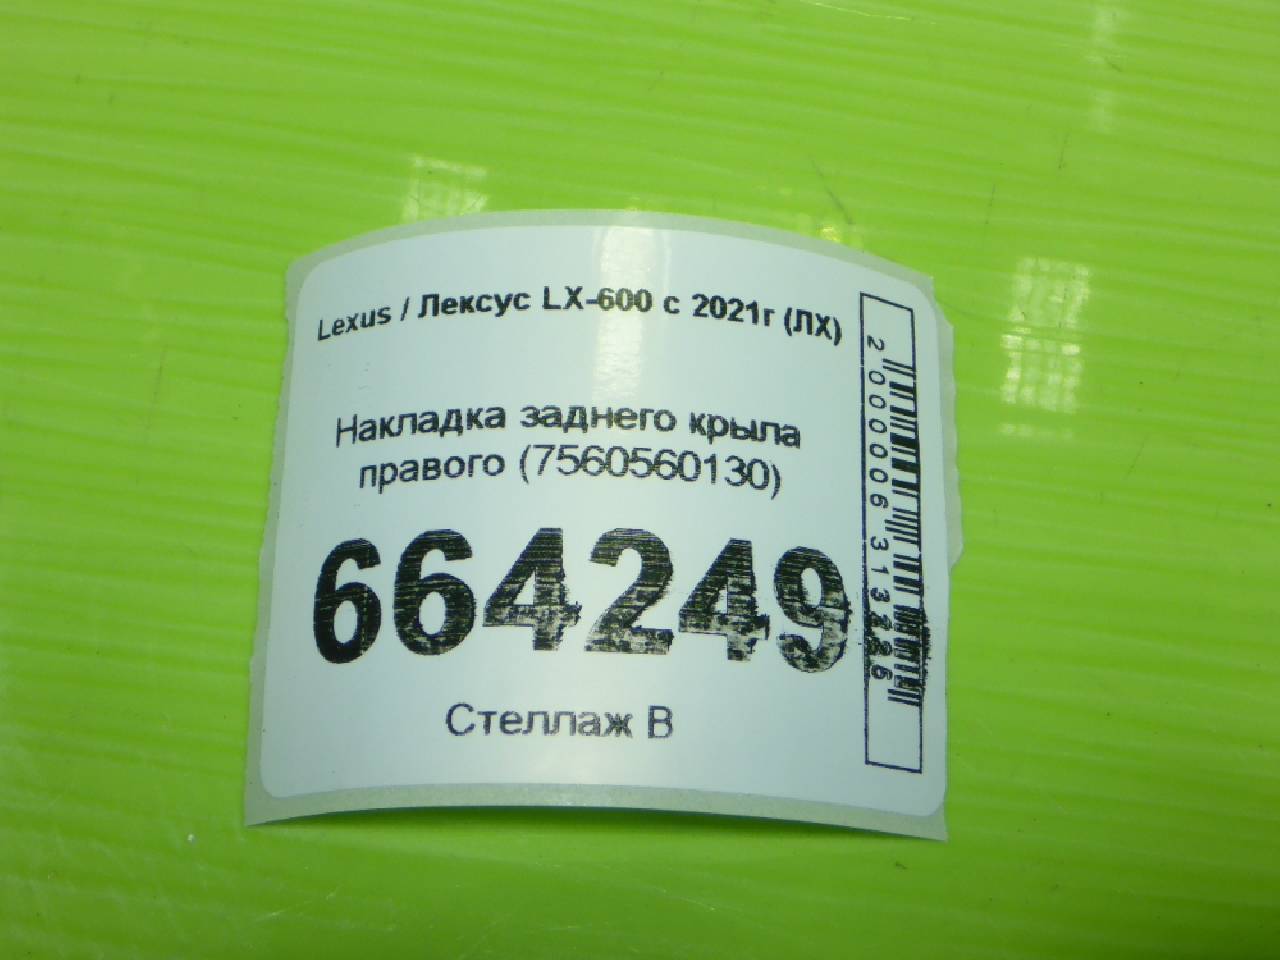 Lexus / Лексус LX-600 с 2021г (ЛХ)
Накладка заднего крыла
правого (7560560130)
664249
Стеллаж В